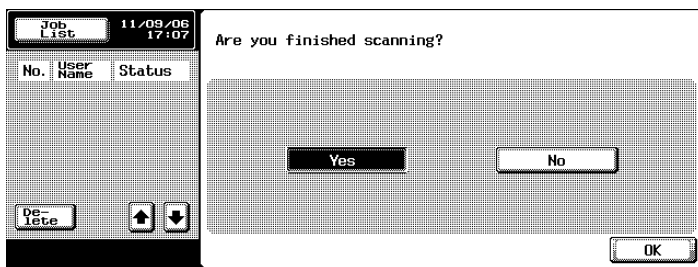 Job
List
11/09/06
17:07
No. User
Name Status
De-
lete
Are you finished scanning?
Yes No
OK